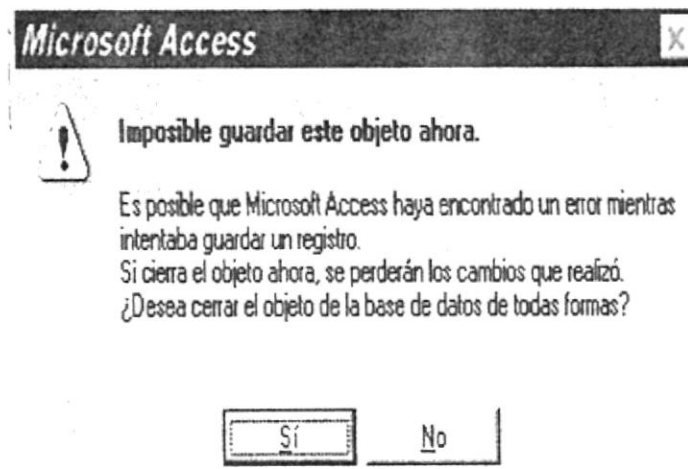 Microsoft Access
Imposible guardar este objeto ahora.
Es posible que Microsoft Access haya encontrado un error mientras
intentaba guardar un registro.
Si cierra el objeto ahora, se perderán los cambios que realizó.
¿Desea cerrar el objeto de la base de datos de todas formas?
Sí No